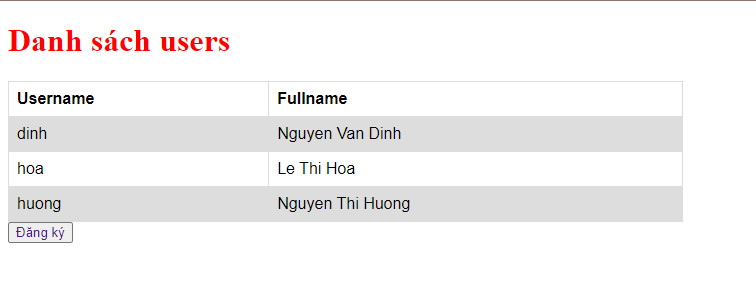 Danh sách users
Username Fullname
dinh Nguyen Van Dinh
hoa Le Thi Hoa
huong Nguyen Thi Huong
Đăng ký